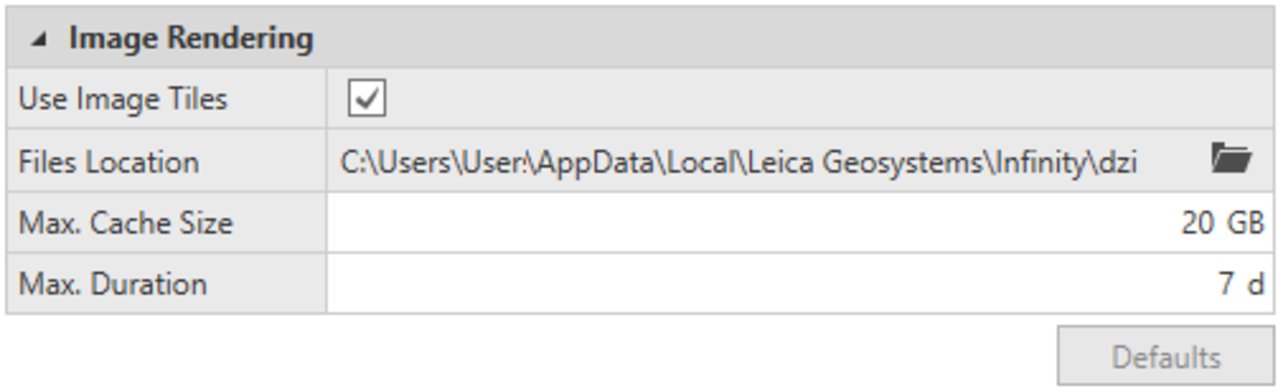 Image Rendering
Use Image Tiles
Files Location C:\Users\User:\AppData\Local\Leica Geosystems\Infinity\dzi
Max. Cache Size 20 GB
Max. Duration 7 d
Defaults